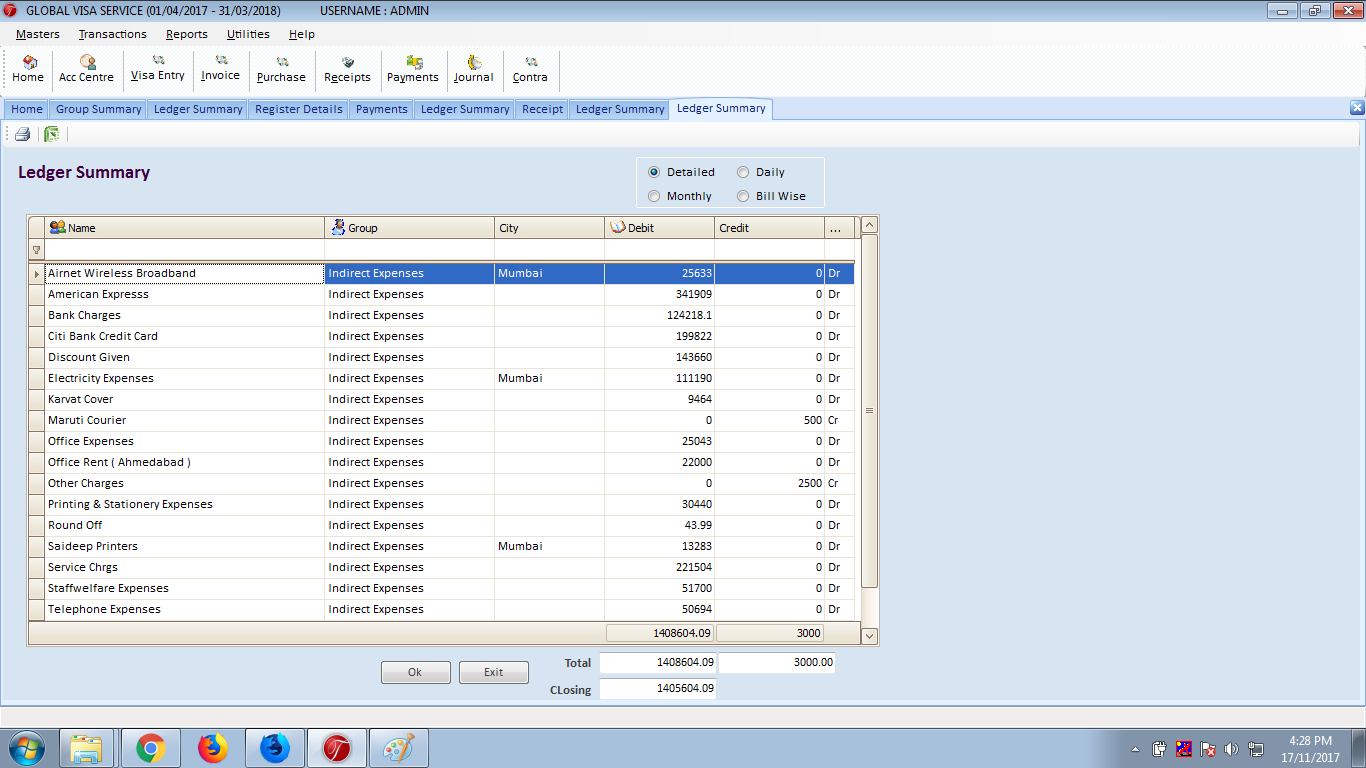 GLOBAL VISA SERVICE (01/04/2017 - 31/03/2018) USERNAME : ADMIN
Masters Transactions Reports Utilities Help
Home Acc Centre Visa Entry Invoice Purchase Receipts Payments Journal Contra
Home Group Summary Ledger Summary Register Details Payments Ledger Summary Receipt Ledger Summary Ledger Summary
Ledger Summary
Detailed Daily
Monthly Bill Wise
Name Group City Debit Credit ...
Airnet Wireless Broadband Indirect Expenses Mumbai 25633 0 Dr
American Expresss Indirect Expenses 341909 0 Dr
Bank Charges Indirect Expenses 124218.1 0 Dr
Citi Bank Credit Card Indirect Expenses 199822 0 Dr
Discount Given Indirect Expenses 143660 0 Dr
Electricity Expenses Indirect Expenses Mumbai 111190 0 Dr
Karvat Cover Indirect Expenses 9464 0 Dr
Maruti Courier Indirect Expenses 0 500 Cr
Office Expenses Indirect Expenses 25043 0 Dr
Office Rent ( Ahmedabad ) Indirect Expenses 22000 0 Dr
Other Charges Indirect Expenses 0 2500 Cr
Printing & Stationery Expenses Indirect Expenses 30440 0 Dr
Round Off Indirect Expenses 43.99 0 Dr
Saideep Printers Indirect Expenses Mumbai 13283 0 Dr
Service Chrgs Indirect Expenses 221504 0 Dr
Staffwelfare Expenses Indirect Expenses 51700 0 Dr
Telephone Expenses Indirect Expenses 50694 0 Dr
1408604.09 3000
Ok Exit Total 1408604.09 3000.00
CLosing 1405604.09
4:28 PM
17/11/2017